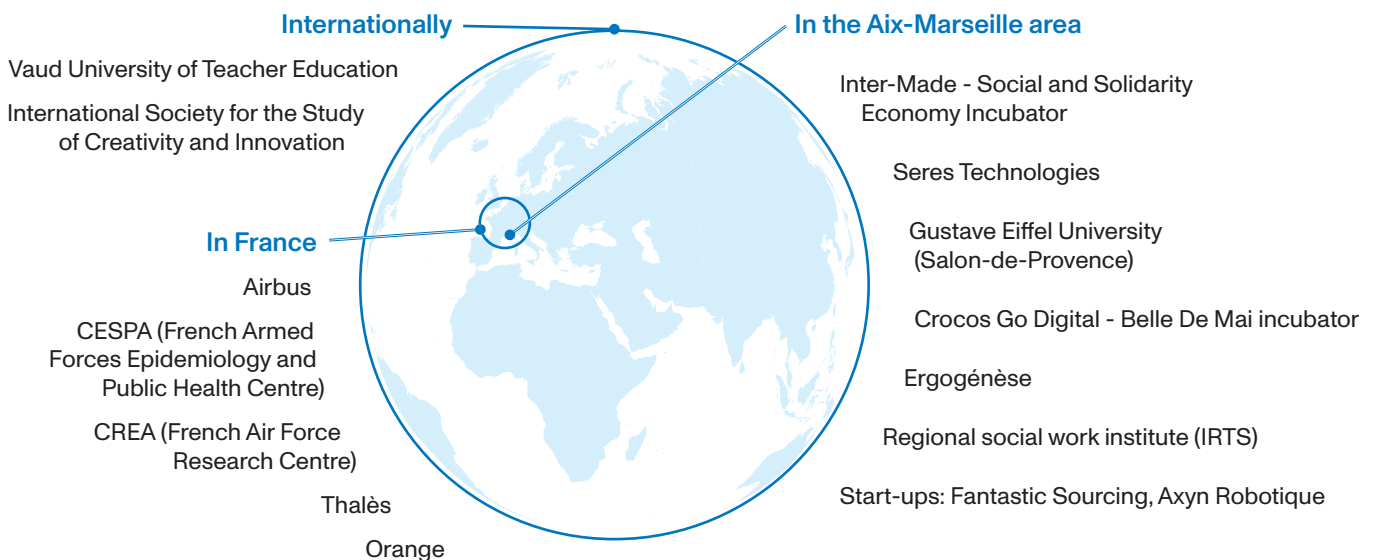 Internationally
Vaud University of Teacher Education
International Society for the Study
of Creativity and Innovation
In France
Airbus
CESPA (French Armed
Forces Epidemiology and
Public Health Centre)
CREA (French Air Force
Research Centre)
Thalès
Orange
In the Aix-Marseille area
Inter-Made - Social and Solidarity
Economy Incubator
Seres Technologies
Gustave Eiffel University
(Salon-de-Provence)
Crocos Go Digital - Belle De Mai incubator
Ergogénèse
Regional social work institute (IRTS)
Start-ups: Fantastic Sourcing, Axyn Robotique